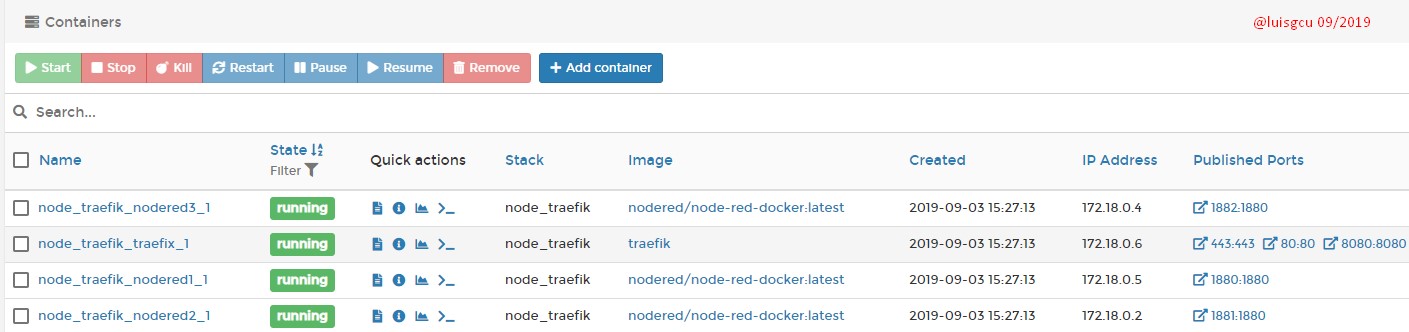 Containers @luisgcu 09/2019
Start Stop Kill Restart Pause Resume Remove Add container
Search...
Name State Filter Quick actions Stack Image Created IP Address Published Ports
node_traefik_nodered3_1 running node_traefik nodered/node-red-docker:latest 2019-09-03 15:27:13 172.18.0.4 1882:1880
node_traefik_traefix_1 running node_traefik traefik 2019-09-03 15:27:13 172.18.0.6 443:443 80:80 8080:8080
node_traefik_nodered1_1 running node_traefik nodered/node-red-docker:latest 2019-09-03 15:27:13 172.18.0.5 1880:1880
node_traefik_nodered2_1 running node_traefik nodered/node-red-docker:latest 2019-09-03 15:27:13 172.18.0.2 1881:1880